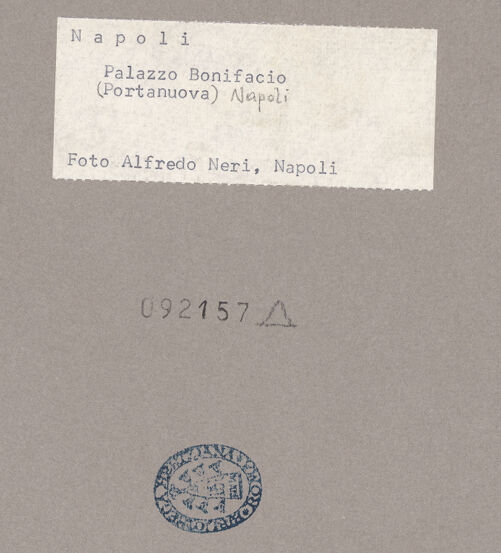 Napoli
Palazzo Bonifacio
(Portanuova) Napoli
Foto Alfredo Neri, Napoli
092157